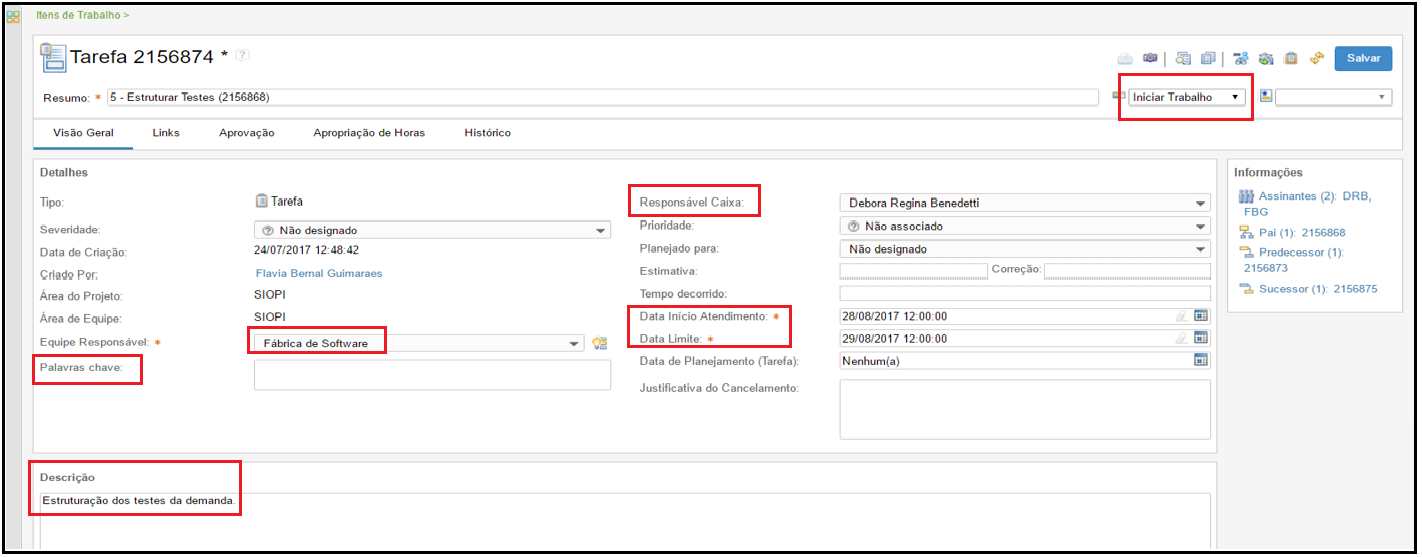 Itens de Trabalho >
Tarefa 2156874 * ?
Salvar
Resumo: * 5 - Estruturar Testes (2156868)
Iniciar Trabalho
Visão Geral Links Aprovação Apropriação de Horas Histórico
Detalhes
Tipo: Tarefa
Severidade: Não designado
Data de Criação: 24/07/2017 12:48:42
Criado Por: Flavia Bernal Guimaraes
Área do Projeto: SIOPI
Área de Equipe: SIOPI
Equipe Responsável: * Fábrica de Software
Palavras chave:
Responsável Caixa: Debora Regina Benedetti
Prioridade: Não associado
Planejado para: Não designado
Estimativa: Correção:
Tempo decorrido:
Data Início Atendimento: * 28/08/2017 12:00:00
Data Limite: * 29/08/2017 12:00:00
Data de Planejamento (Tarefa) Nenhum(a)
Justificativa do Cancelamento:
Informações
Assinantes (2): DRB,
FBG
Pai (1): 2156868
Predecessor (1):
2156873
Sucessor (1): 2156875
Descrição
Estruturação dos testes da demanda.